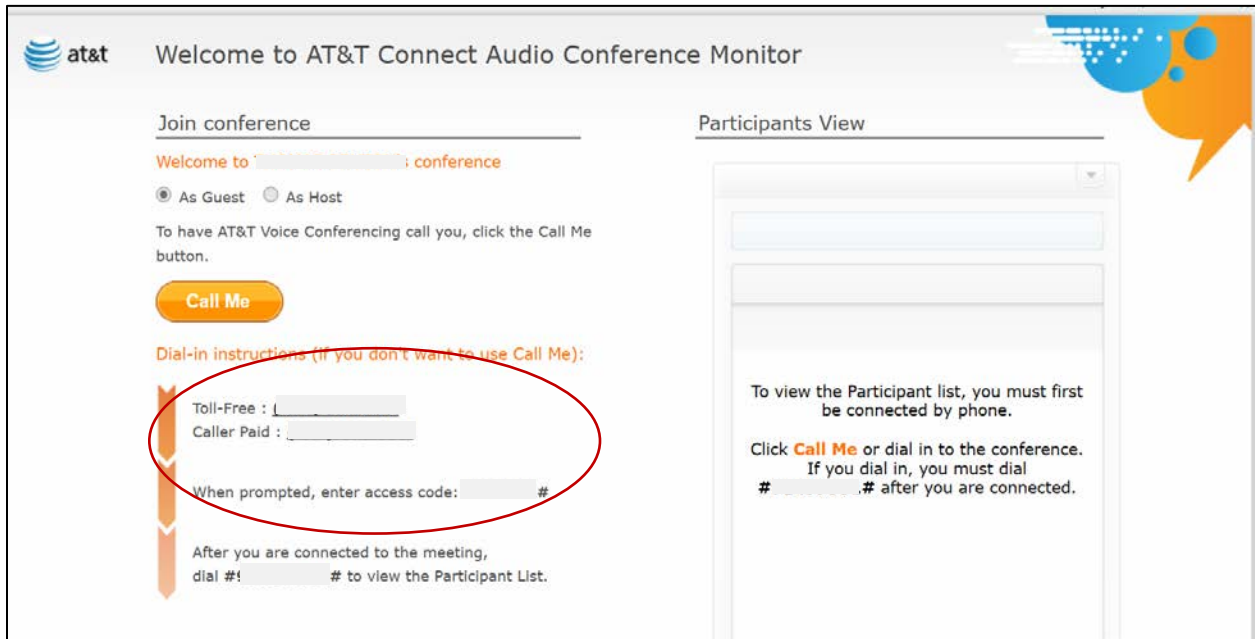 at&t
Welcome to AT&T Connect Audio Conference Monitor
Join conference
Welcome to conference
As Guest As Host
To have AT&T Voice Conferencing call you, click the Call Me
button.
Call Me
Dial-in instructions (If you don't want to use Call Me):
Toll-Free : (
Caller Paid :
When prompted, enter access code: #
After you are connected to the meeting,
dial #9 # to view the Participant List.
Participants View
To view the Participant list, you must first
be connected by phone.
Click Call Me or dial in to the conference.
If you dial in, you must dial
# # after you are connected.